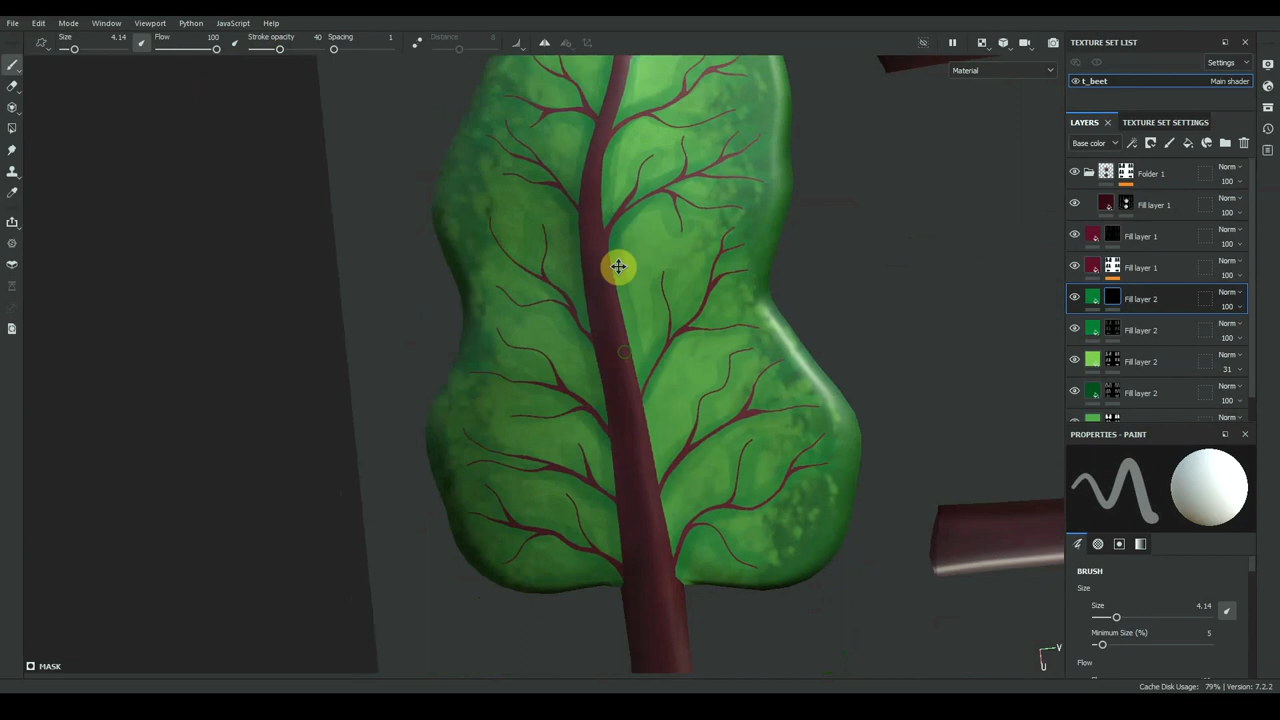 File Edit Mode Window Viewport Python JavaScript Help
Size 4.14 Flow 100 Stroke opacity 40 Spacing 1 Distance 8
Material
TEXTURE SET LIST
Settings
t_beet Main shader
LAYERS TEXTURE SET SETTINGS
Base color
Folder 1 Norm 100
Fill layer 1 Norm 100
Fill layer 1 Norm 100
Fill layer 1 Norm 100
Fill layer 2 Norm 100
Fill layer 2 Norm 100
Fill layer 2 Norm 31
Fill layer 2 Norm 100
Norm
PROPERTIES - PAINT
BRUSH
Size
Size 4.14
Minimum Size (%) 5
Flow
V
U
MASK
Cache Disk Usage: 79% | Version: 7.2.2